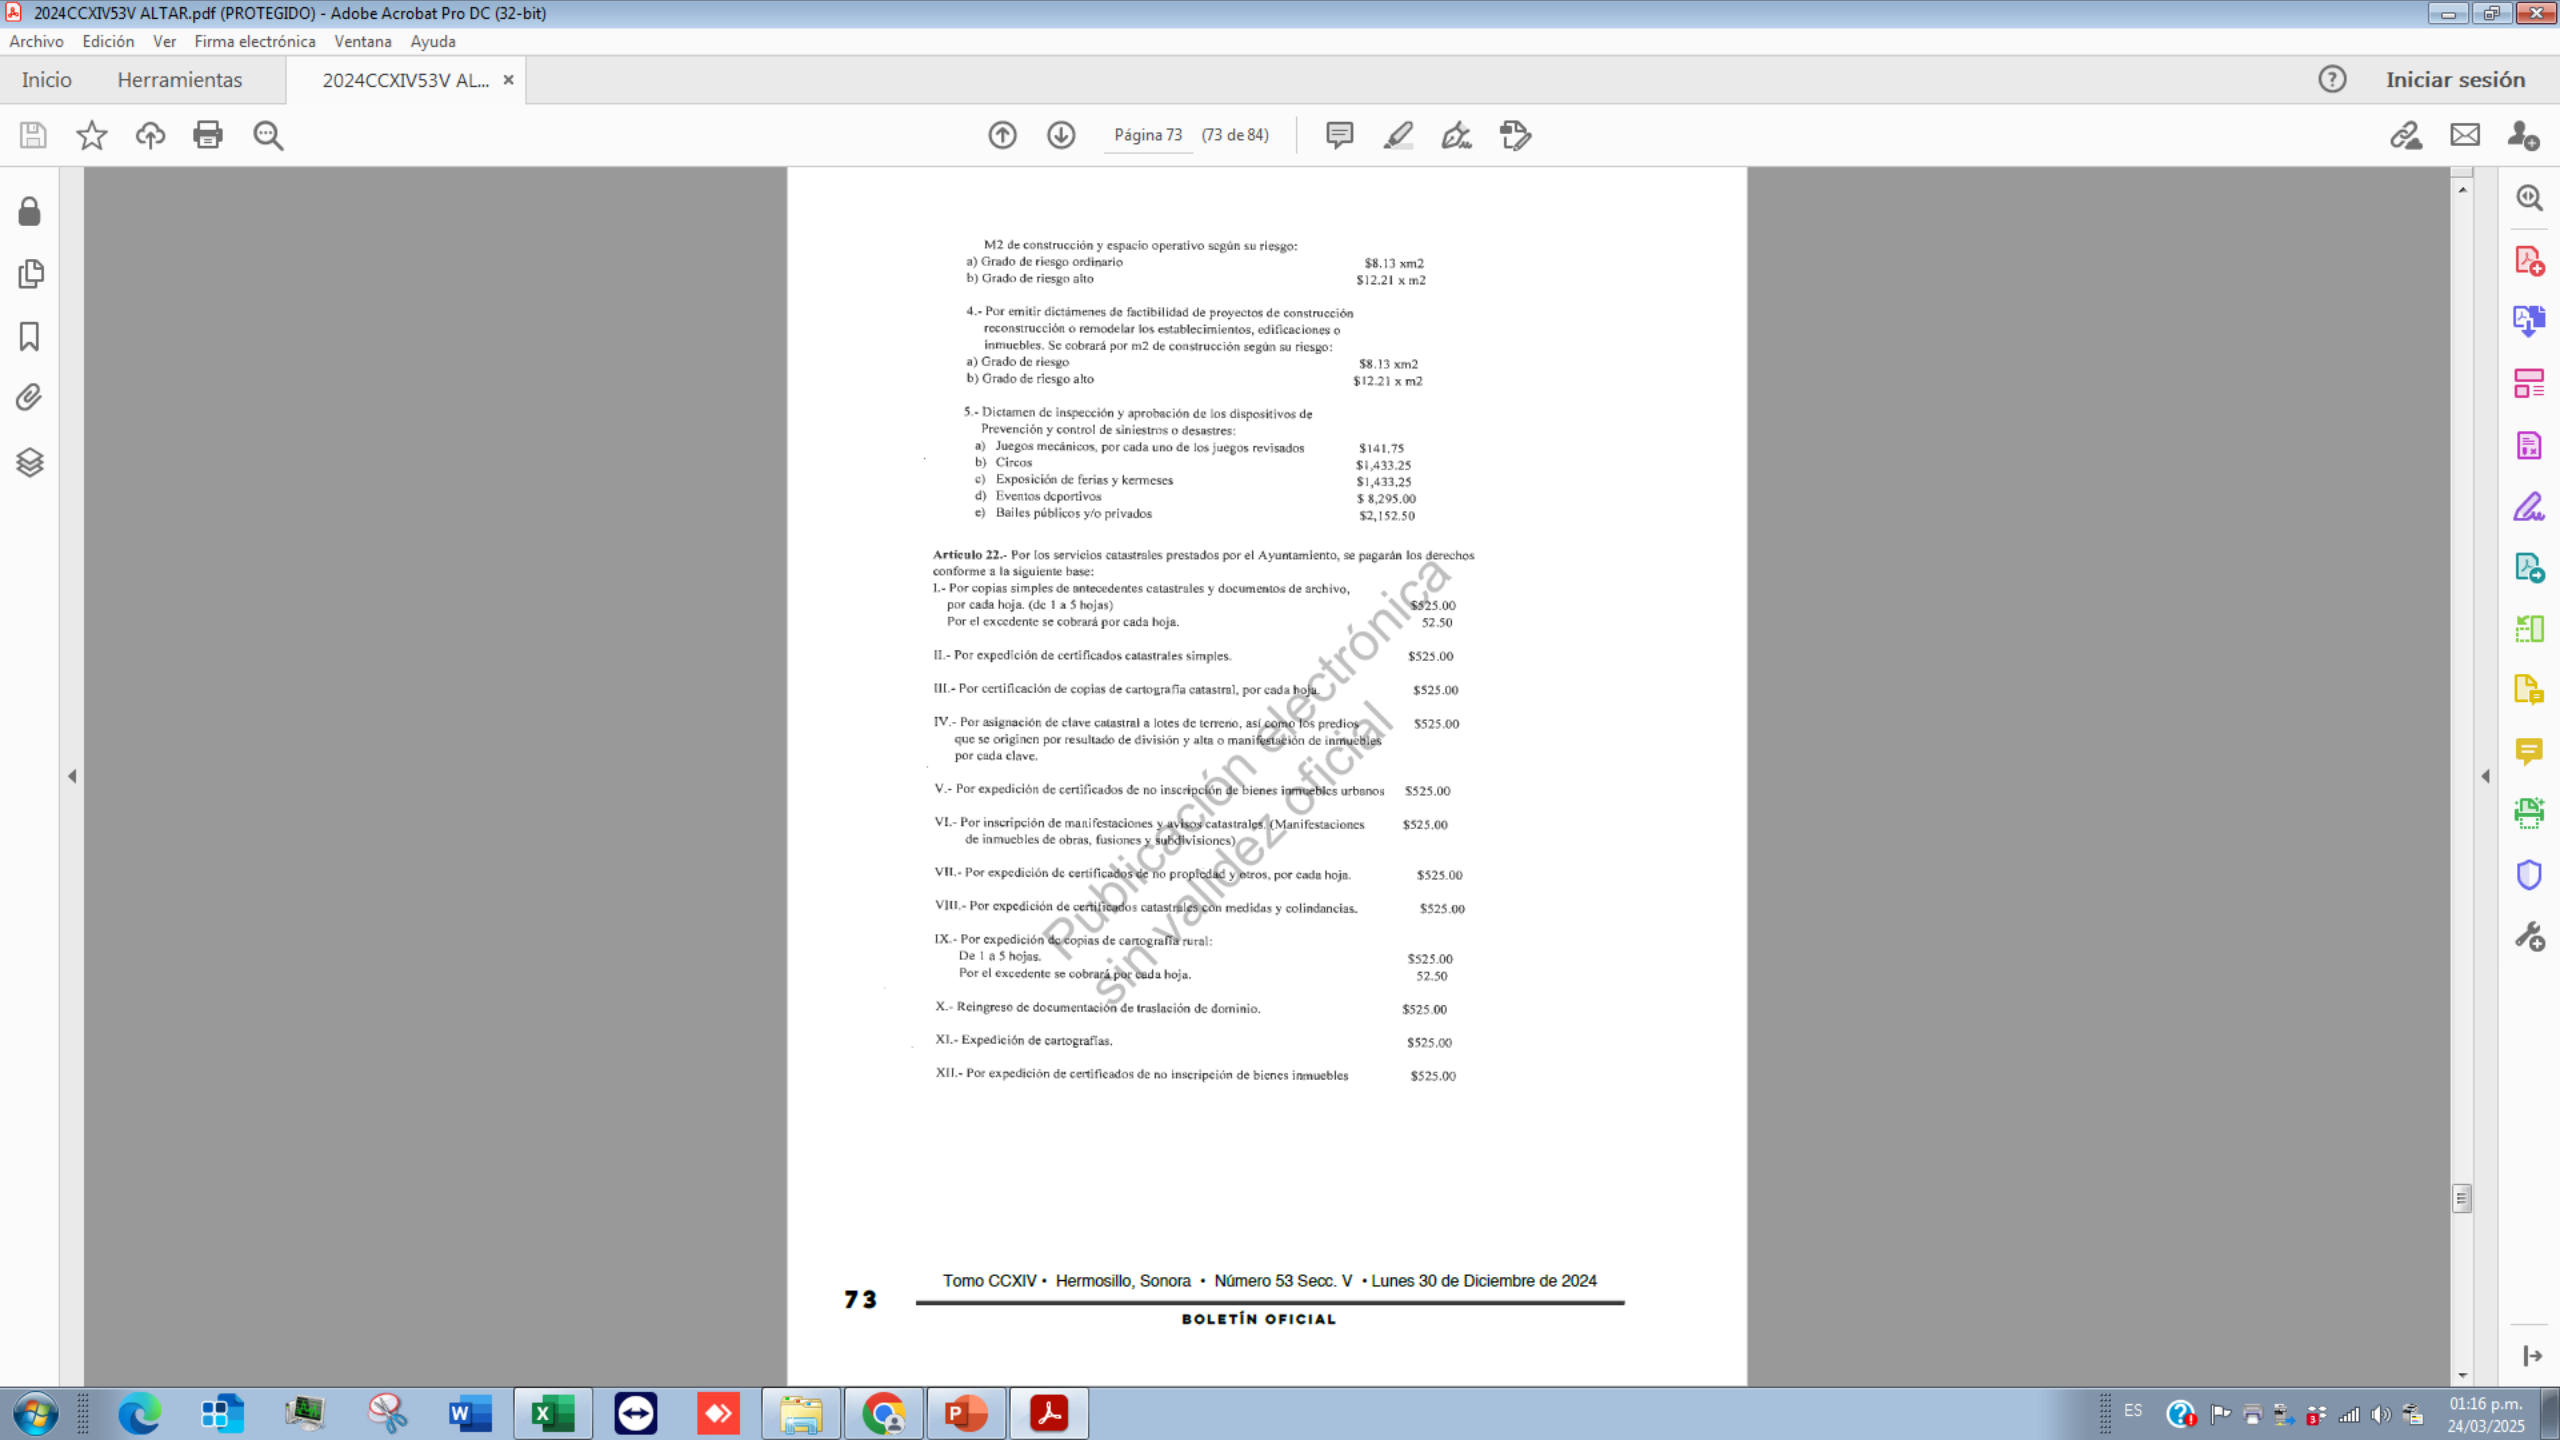 2024CCXIV53V ALTAR.pdf (PROTEGIDO) - Adobe Acrobat Pro DC (32-bit)
Archivo Edición Ver Firma electrónica Ventana Ayuda
Inicio Herramientas 2024CCXIV53V AL... Iniciar sesión
Página 73 (73 de 84)
M2 de construcción y espacio operativo según su riesgo:
a) Grado de riesgo ordinario $8.13 xm2
b) Grado de riesgo alto $12.21 x m2
4.- Por emitir dictámenes de factibilidad de proyectos de construcción
reconstrucción o remodelar los establecimientos, edificaciones o
inmuebles. Se cobrará por m2 de construcción según su riesgo:
a) Grado de riesgo $8.13 xm2
b) Grado de riesgo alto $12.21 x m2
5.- Dictamen de inspección y aprobación de los dispositivos de
Prevención y control de siniestros o desastres:
a) Juegos mecánicos, por cada uno de los juegos revisados $141.75
b) Circos $1,433.25
c) Exposición de ferias y kermeses $1,433.25
d) Eventos deportivos $ 8,295.00
e) Bailes públicos y/o privados $2,152.50
Artículo 22.- Por los servicios catastrales prestados por el Ayuntamiento, se pagarán los derechos
conforme a la siguiente base:
I.- Por copias simples de antecedentes catastrales y documentos de archivo,
por cada hoja. (de 1 a 5 hojas) $525.00
Por el excedente se cobrará por cada hoja. 52.50
II.- Por expedición de certificados catastrales simples. $525.00
III.- Por certificación de copias de cartografía catastral, por cada hoja. $525.00
IV.- Por asignación de clave catastral a lotes de terreno, así como los predios $525.00
que se originen por resultado de división y alta o manifestación de inmuebles
por cada clave.
V.- Por expedición de certificados de no inscripción de bienes inmuebles urbanos $525.00
VI.- Por inscripción de manifestaciones y avisos catastrales. (Manifestaciones $525.00
de inmuebles de obras, fusiones y subdivisiones)
VII.- Por expedición de certificados de no propiedad y otros, por cada hoja. $525.00
VIII.- Por expedición de certificados catastrales con medidas y colindancias. $525.00
IX.- Por expedición de copias de cartografía rural:
De 1 a 5 hojas. $525.00
Por el excedente se cobrará por cada hoja. 52.50
X.- Reingreso de documentación de traslación de dominio. $525.00
XI.- Expedición de cartografías. $525.00
XII.- Por expedición de certificados de no inscripción de bienes inmuebles $525.00
Publicación electrónica
sin validez oficial
Tomo CCXIV • Hermosillo, Sonora • Número 53 Secc. V • Lunes 30 de Diciembre de 2024
73
BOLETÍN OFICIAL
ES
01:16 p.m.
24/03/2025